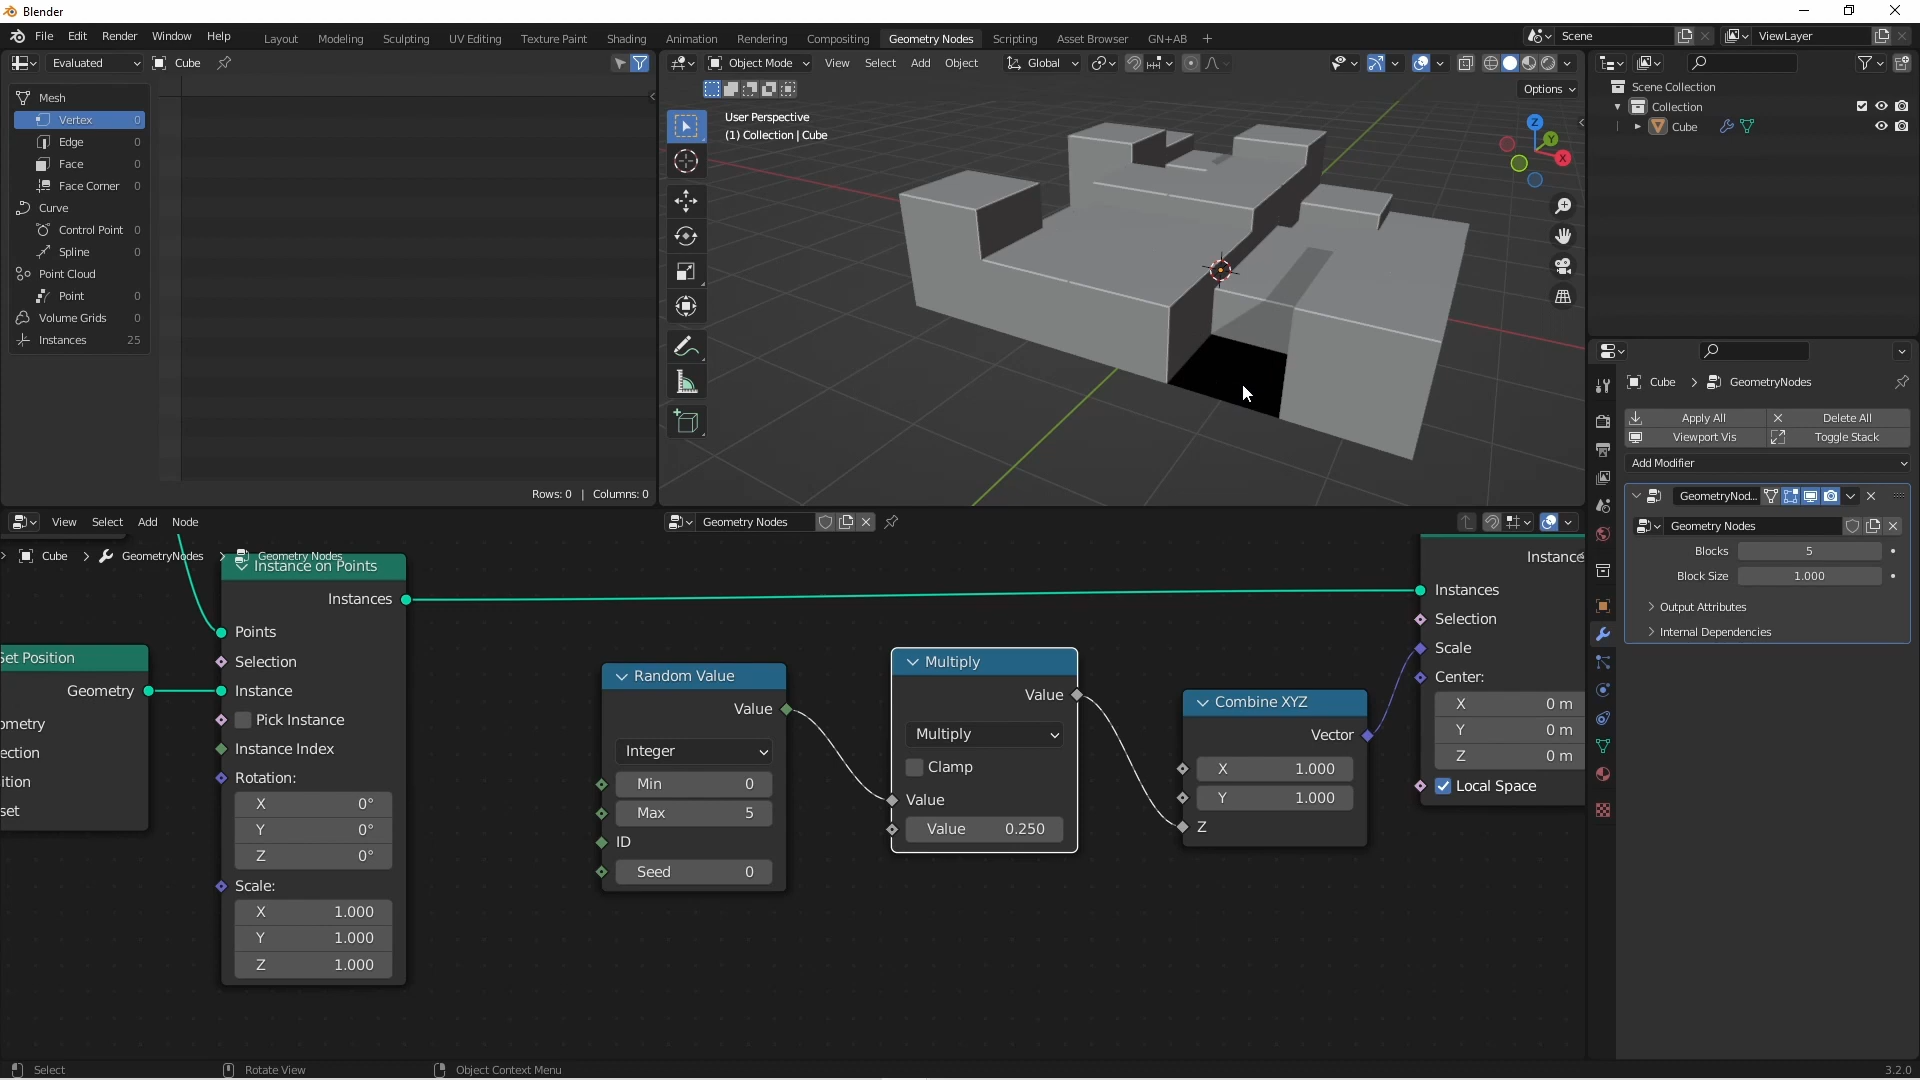 Blender
File Edit Render Window Help
Layout Modeling Sculpting UV Editing Texture Paint Shading Animation Rendering Compositing Geometry Nodes Scripting Asset Browser GN+AB +
Scene
ViewLayer
Evaluated Cube
Object Mode View Select Add Object Global
Options
Mesh
Vertex 0
Edge 0
Face 0
Face Corner 0
Curve
Control Point 0
Spline 0
Point Cloud
Point 0
Volume Grids 0
Instances 25
Rows: 0 | Columns: 0
User Perspective
(1) Collection | Cube
Z
Y
X
Scene Collection
Collection
Cube
Cube > GeometryNodes
Apply All
Delete All
Viewport Vis
Toggle Stack
Add Modifier
GeometryNod...
Geometry Nodes
Blocks 5
Block Size 1.000
Output Attributes
Internal Dependencies
View Select Add Node
Geometry Nodes
Cube > GeometryNodes > Geometry Nodes
Set Position
Geometry
ometry
ection
ition
set
Instance on Points
Instances
Points
Selection
Instance
Pick Instance
Instance Index
Rotation:
X 0°
Y 0°
Z 0°
Scale:
X 1.000
Y 1.000
Z 1.000
Random Value
Value
Integer
Min 0
Max 5
ID
Seed 0
Multiply
Value
Multiply
Clamp
Value
Value 0.250
Combine XYZ
Vector
X 1.000
Y 1.000
Z
Instance
Instances
Selection
Scale
Center:
X 0 m
Y 0 m
Z 0 m
Local Space
Select
Rotate View
Object Context Menu
3.2.0